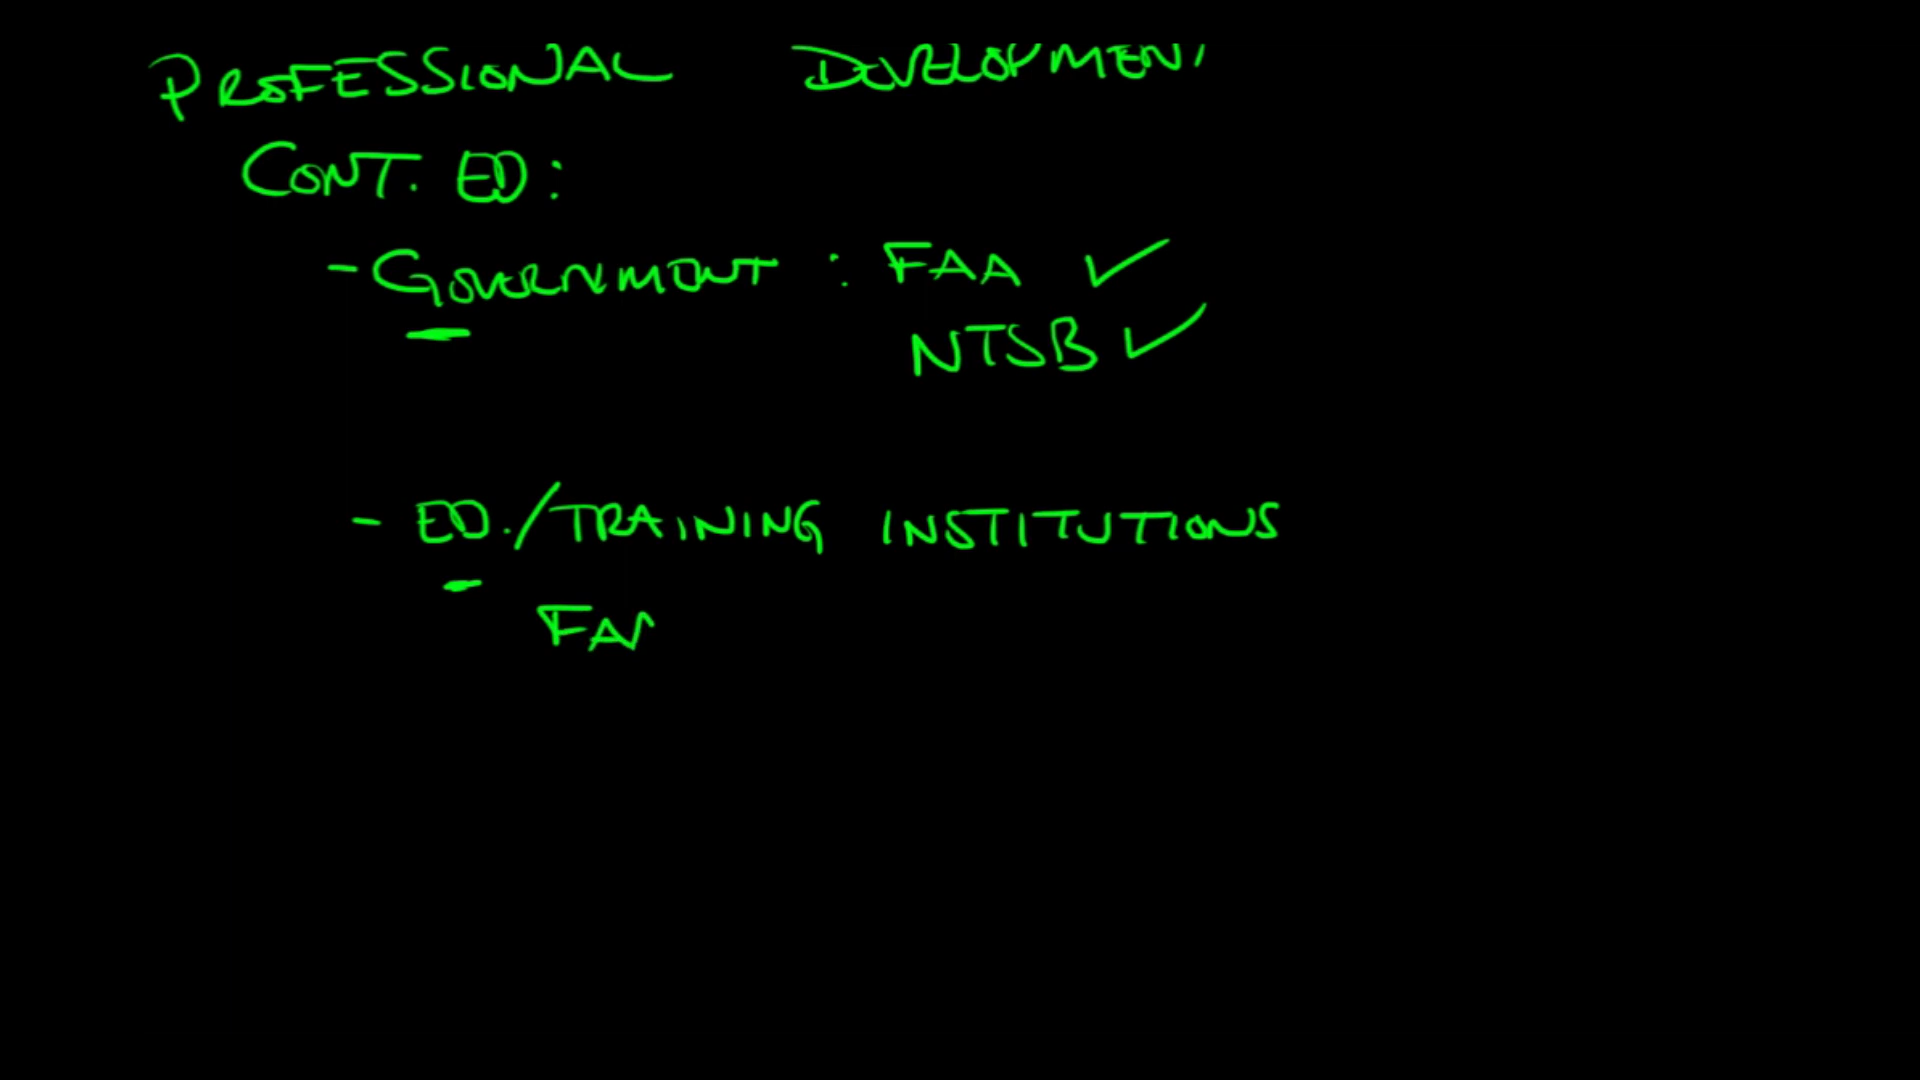 PROFESSIONAL DEVELOPMENT
CONT. ED:
- GOVERNMENT : FAA ✓
NTSB ✓
- ED./TRAINING INSTITUTIONS